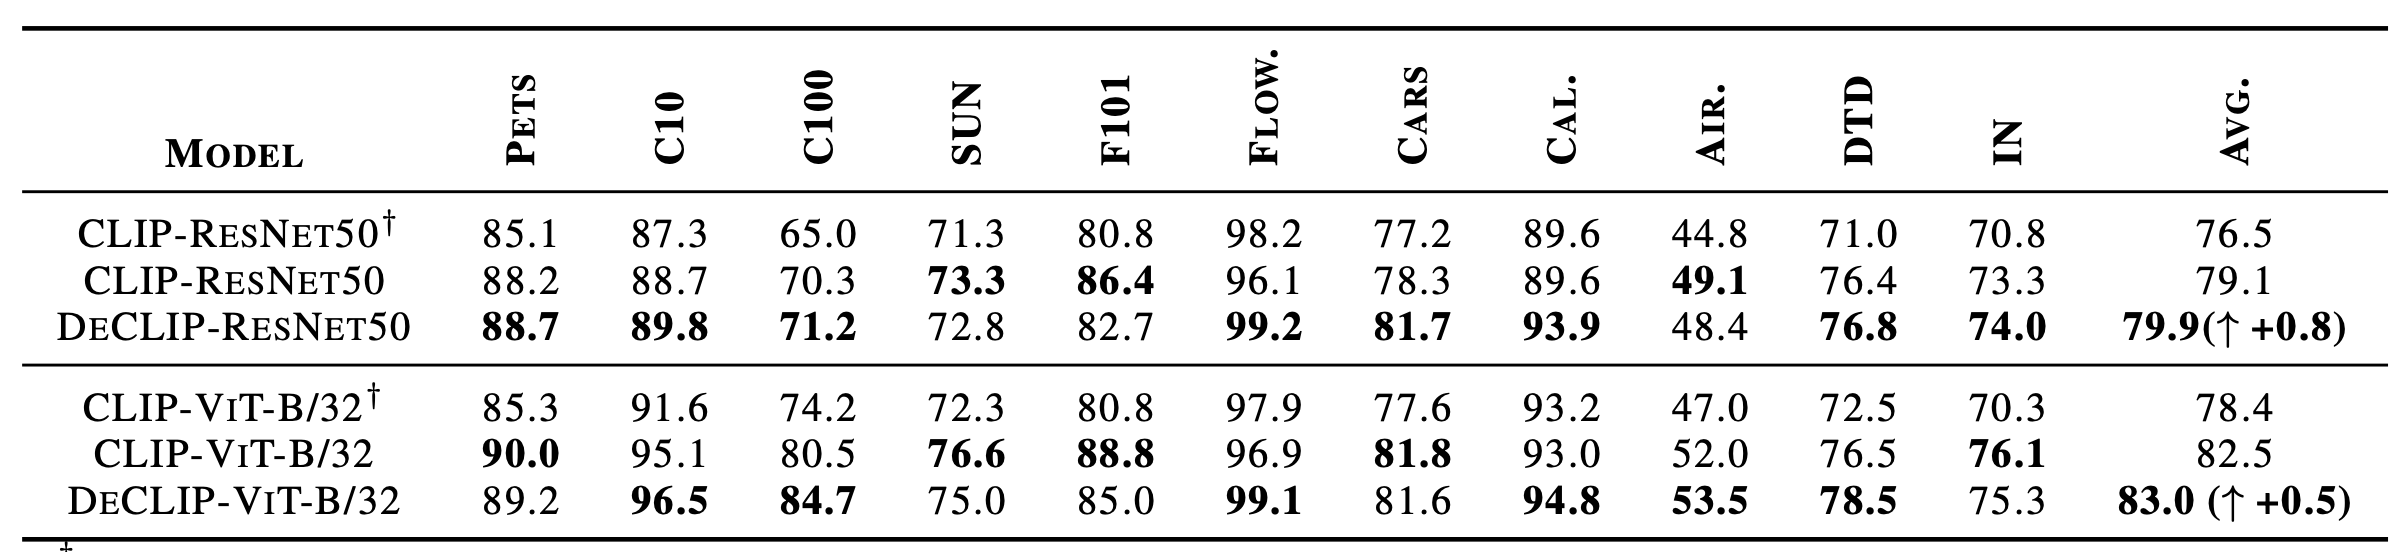 MODEL PETS C10 C100 SUN F101 FLOW. CARS CAL. AIR. DTD IN AVG.
CLIP-RESNET50† 85.1 87.3 65.0 71.3 80.8 98.2 77.2 89.6 44.8 71.0 70.8 76.5
CLIP-RESNET50 88.2 88.7 70.3 73.3 86.4 96.1 78.3 89.6 49.1 76.4 73.3 79.1
DECLIP-RESNET50 88.7 89.8 71.2 72.8 82.7 99.2 81.7 93.9 48.4 76.8 74.0 79.9(↑ +0.8)
CLIP-VIT-B/32† 85.3 91.6 74.2 72.3 80.8 97.9 77.6 93.2 47.0 72.5 70.3 78.4
CLIP-VIT-B/32 90.0 95.1 80.5 76.6 88.8 96.9 81.8 93.0 52.0 76.5 76.1 82.5
DECLIP-VIT-B/32 89.2 96.5 84.7 75.0 85.0 99.1 81.6 94.8 53.5 78.5 75.3 83.0 (↑ +0.5)